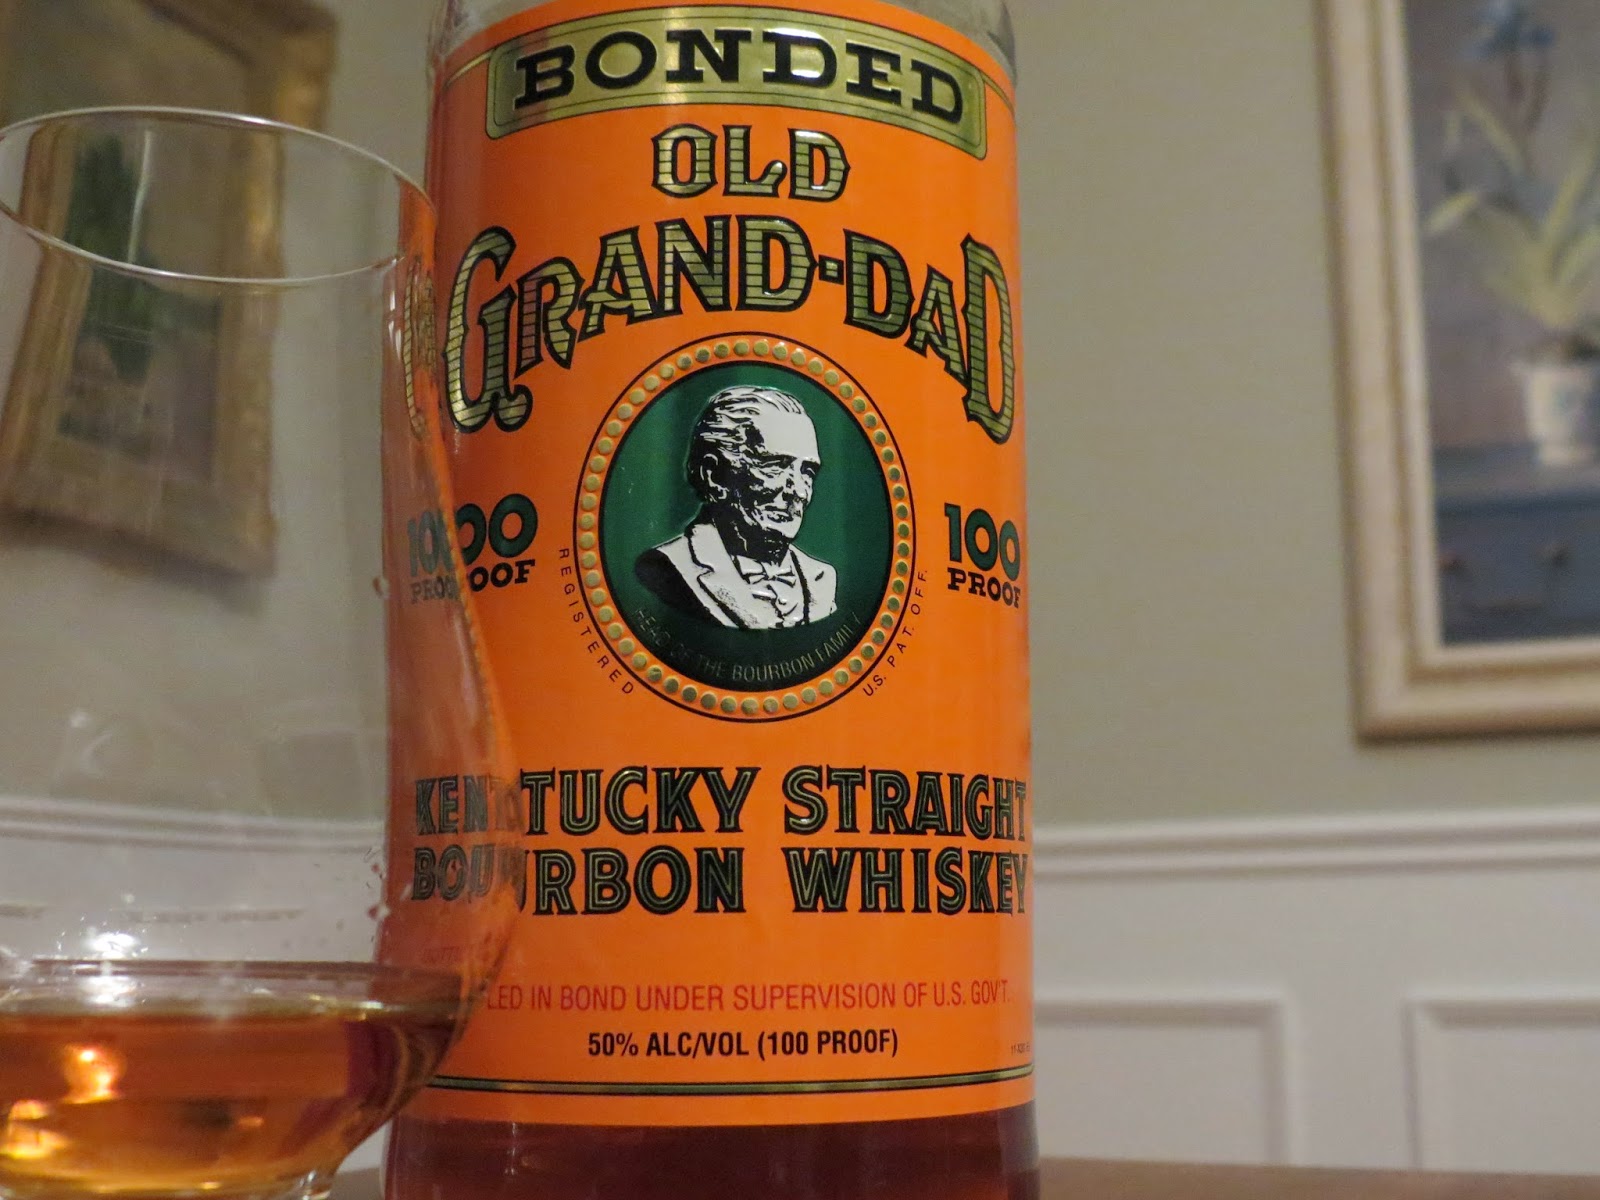 BONDED
OLD
GRAND-DAD
100
PROOF
100
PROOF
REGISTERED
U.S. PAT. OFF.
HEAD OF THE BOURBON FAMILY
KENTUCKY STRAIGHT
BOURBON WHISKEY
LED IN BOND UNDER SUPERVISION OF U.S. GOV'T.
50% ALC/VOL (100 PROOF)